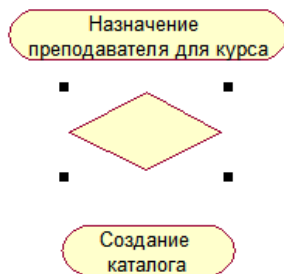 Назначение
преподавателя для курса
Создание
каталога